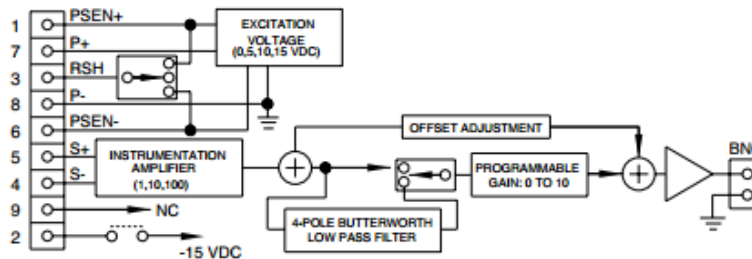 1 PSEN+
7 P+
3 RSH
8 P-
6 PSEN-
5 S+
4 S-
9 NC
2 -15 VDC
EXCITATION
VOLTAGE
(0,5,10,15 VDC)
INSTRUMENTATION
AMPLIFIER
(1,10,100)
OFFSET ADJUSTMENT
PROGRAMMABLE
GAIN: 0 TO 10
4-POLE BUTTERWORTH
LOW PASS FILTER